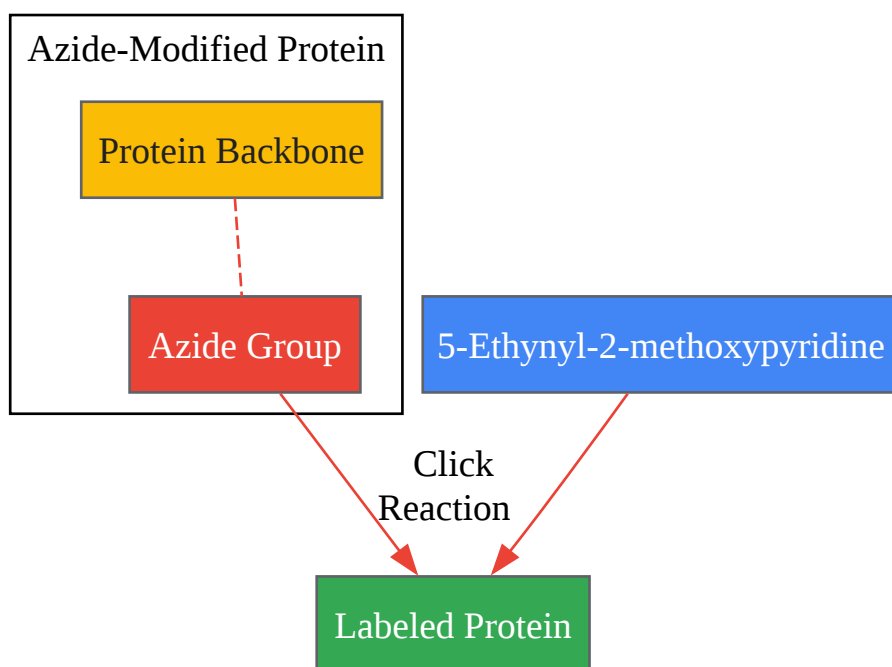 Azide-Modified Protein
Protein Backbone
Azide Group
5-Ethynyl-2-methoxypyridine
Click
Reaction
Labeled Protein